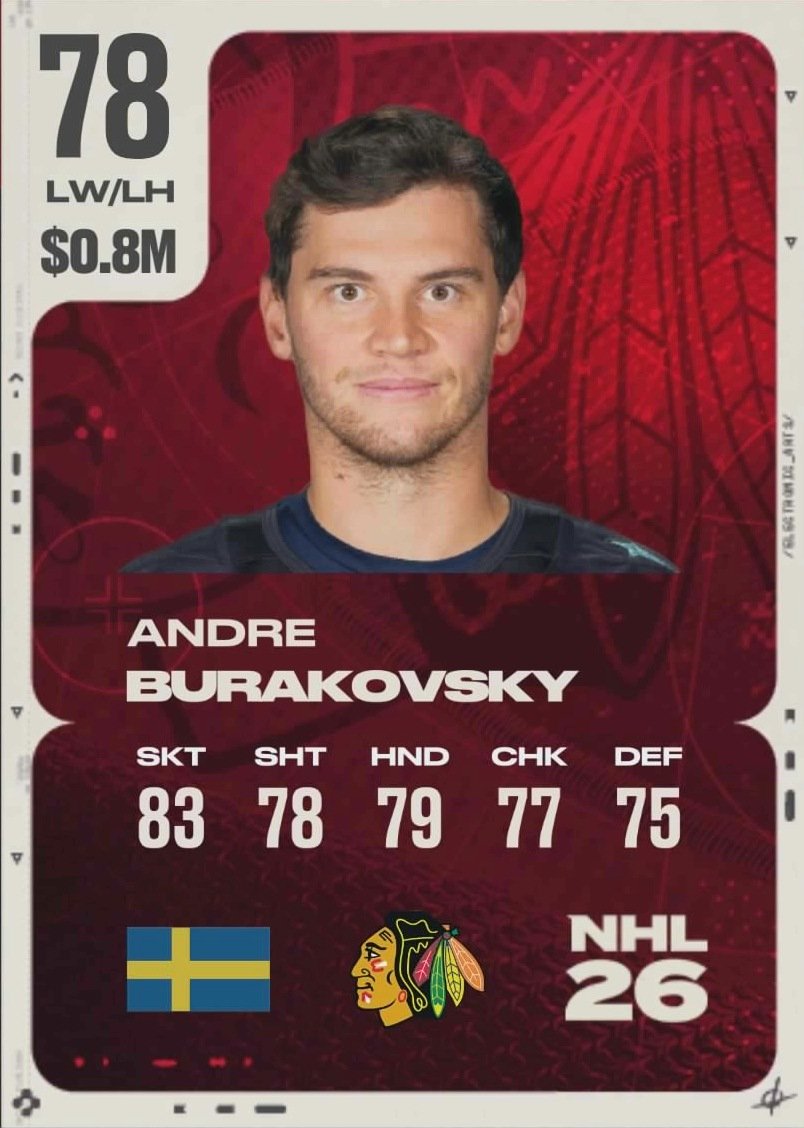 78
LW/LH
$0.8M
/ELECTRONIC_ARTS/
ANDRE
BURAKOVSKY
SKT SHT HND CHK DEF
83 78 79 77 75
NHL
26